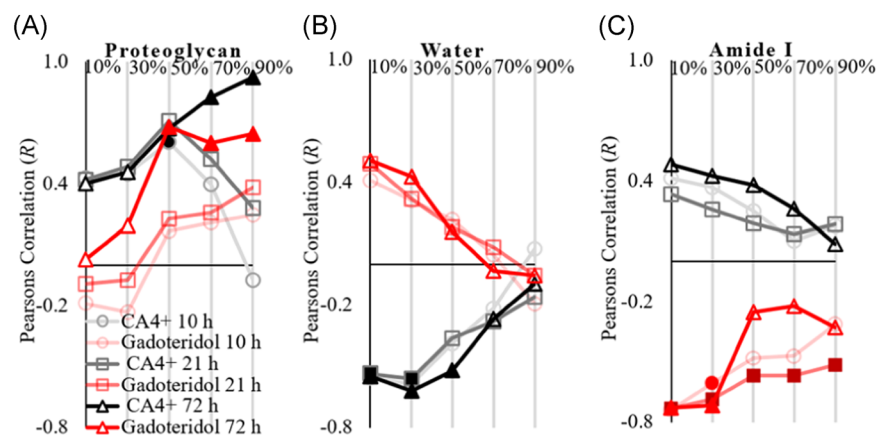 (A)
Proteoglycan
1.0
10% 30% 50% 70% 90%
0.4
-0.2
-0.8
Pearsons Correlation (R)
CA4+ 10 h
Gadoteridol 10 h
CA4+ 21 h
Gadoteridol 21 h
CA4+ 72 h
Gadoteridol 72 h
(B)
Water
1.0
10% 30% 50% 70% 90%
0.4
-0.2
-0.8
Pearsons Correlation (R)
(C)
Amide I
1.0
10% 30% 50% 70% 90%
0.4
-0.2
-0.8
Pearsons Correlation (R)